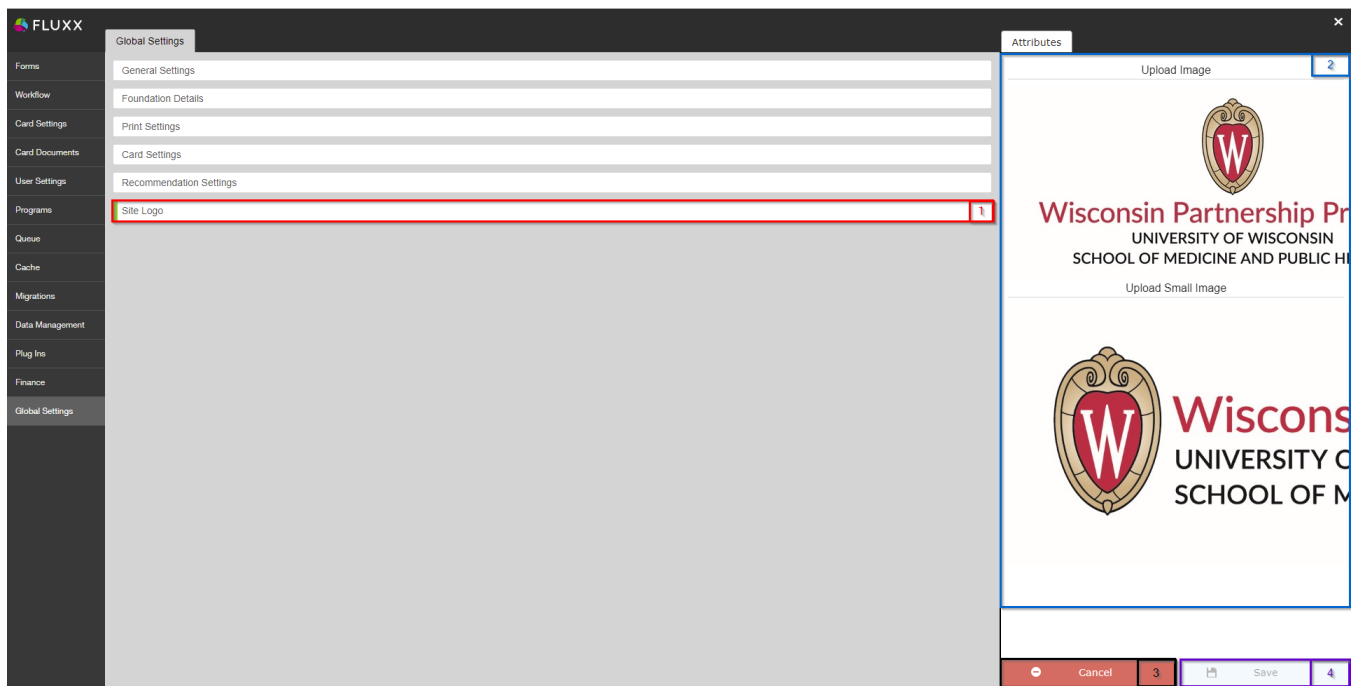 FLUXX
×
Global Settings
Attributes
Forms
Workflow
Card Settings
Card Documents
User Settings
Programs
Queue
Cache
Migrations
Data Management
Plug Ins
Finance
Global Settings
General Settings
Foundation Details
Print Settings
Card Settings
Recommendation Settings
Site Logo 1
Upload Image 2
W
Wisconsin Partnership Pr
UNIVERSITY OF WISCONSIN
SCHOOL OF MEDICINE AND PUBLIC H
Upload Small Image
W
Wiscons
UNIVERSITY O
SCHOOL OF M
Cancel 3
Save 4